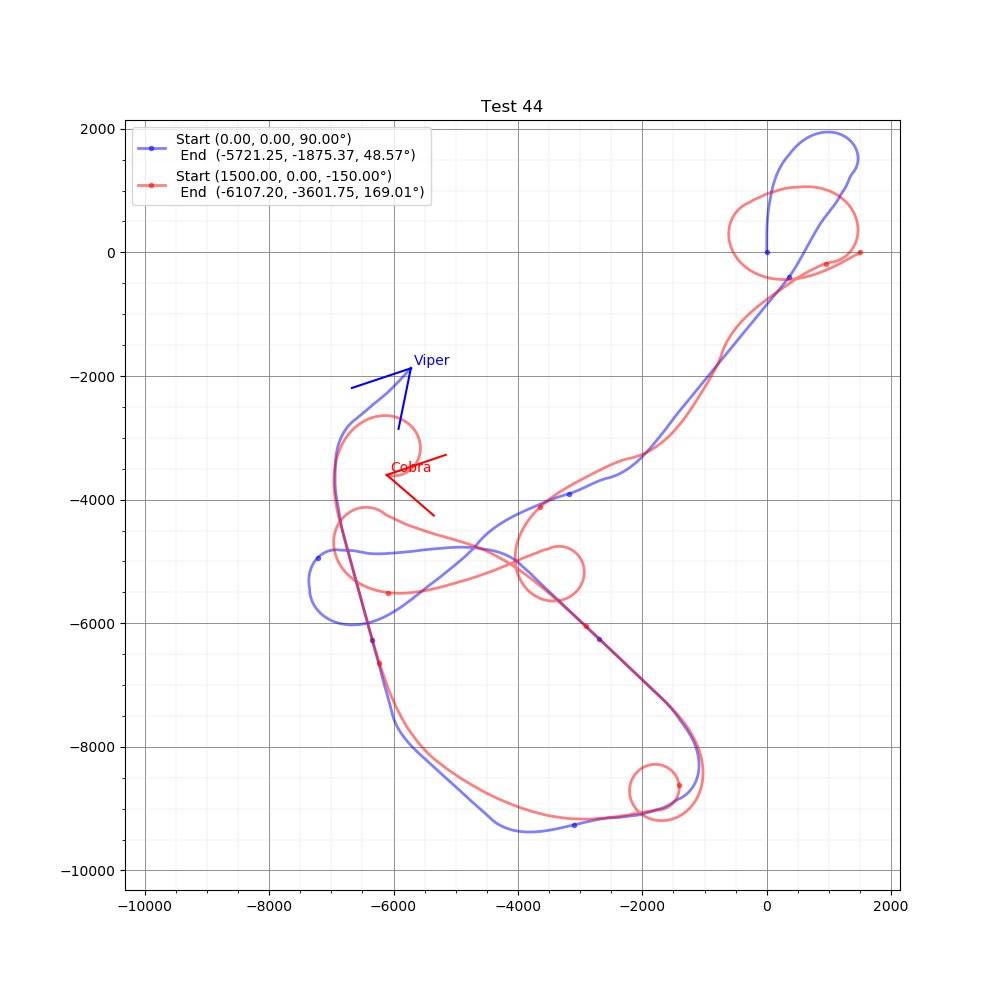 Test 44
Start (0.00, 0.00, 90.00°)
End (-5721.25, -1875.37, 48.57°)
Start (1500.00, 0.00, -150.00°)
End (-6107.20, -3601.75, 169.01°)
2000
0
−2000
−4000
−6000
−8000
−10000
Viper
Cobra
−10000 −8000 −6000 −4000 −2000 0 2000